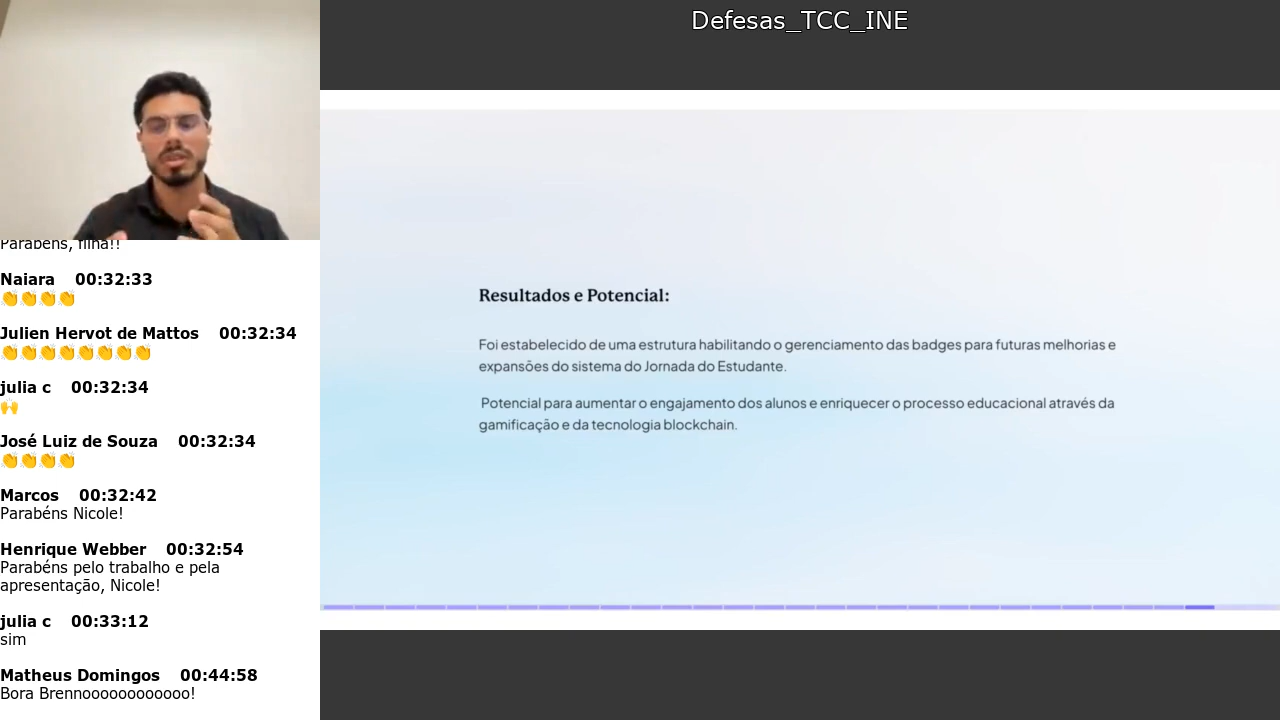 Defesas_TCC_INE
Parabéns, filha!!
Naiara 00:32:33
👏👏👏👏
Julien Hervot de Mattos 00:32:34
👏👏👏👏👏👏👏👏
julia c 00:32:34
🙌
José Luiz de Souza 00:32:34
👏👏👏👏
Marcos 00:32:42
Parabéns Nicole!
Henrique Webber 00:32:54
Parabéns pelo trabalho e pela
apresentação, Nicole!
julia c 00:33:12
sim
Matheus Domingos 00:44:58
Bora Brennoooooooooooo!
Resultados e Potencial:
Foi estabelecido de uma estrutura habilitando o gerenciamento das badges para futuras melhorias e
expansões do sistema do Jornada do Estudante.
Potencial para aumentar o engajamento dos alunos e enriquecer o processo educacional através da
gamificação e da tecnologia blockchain.